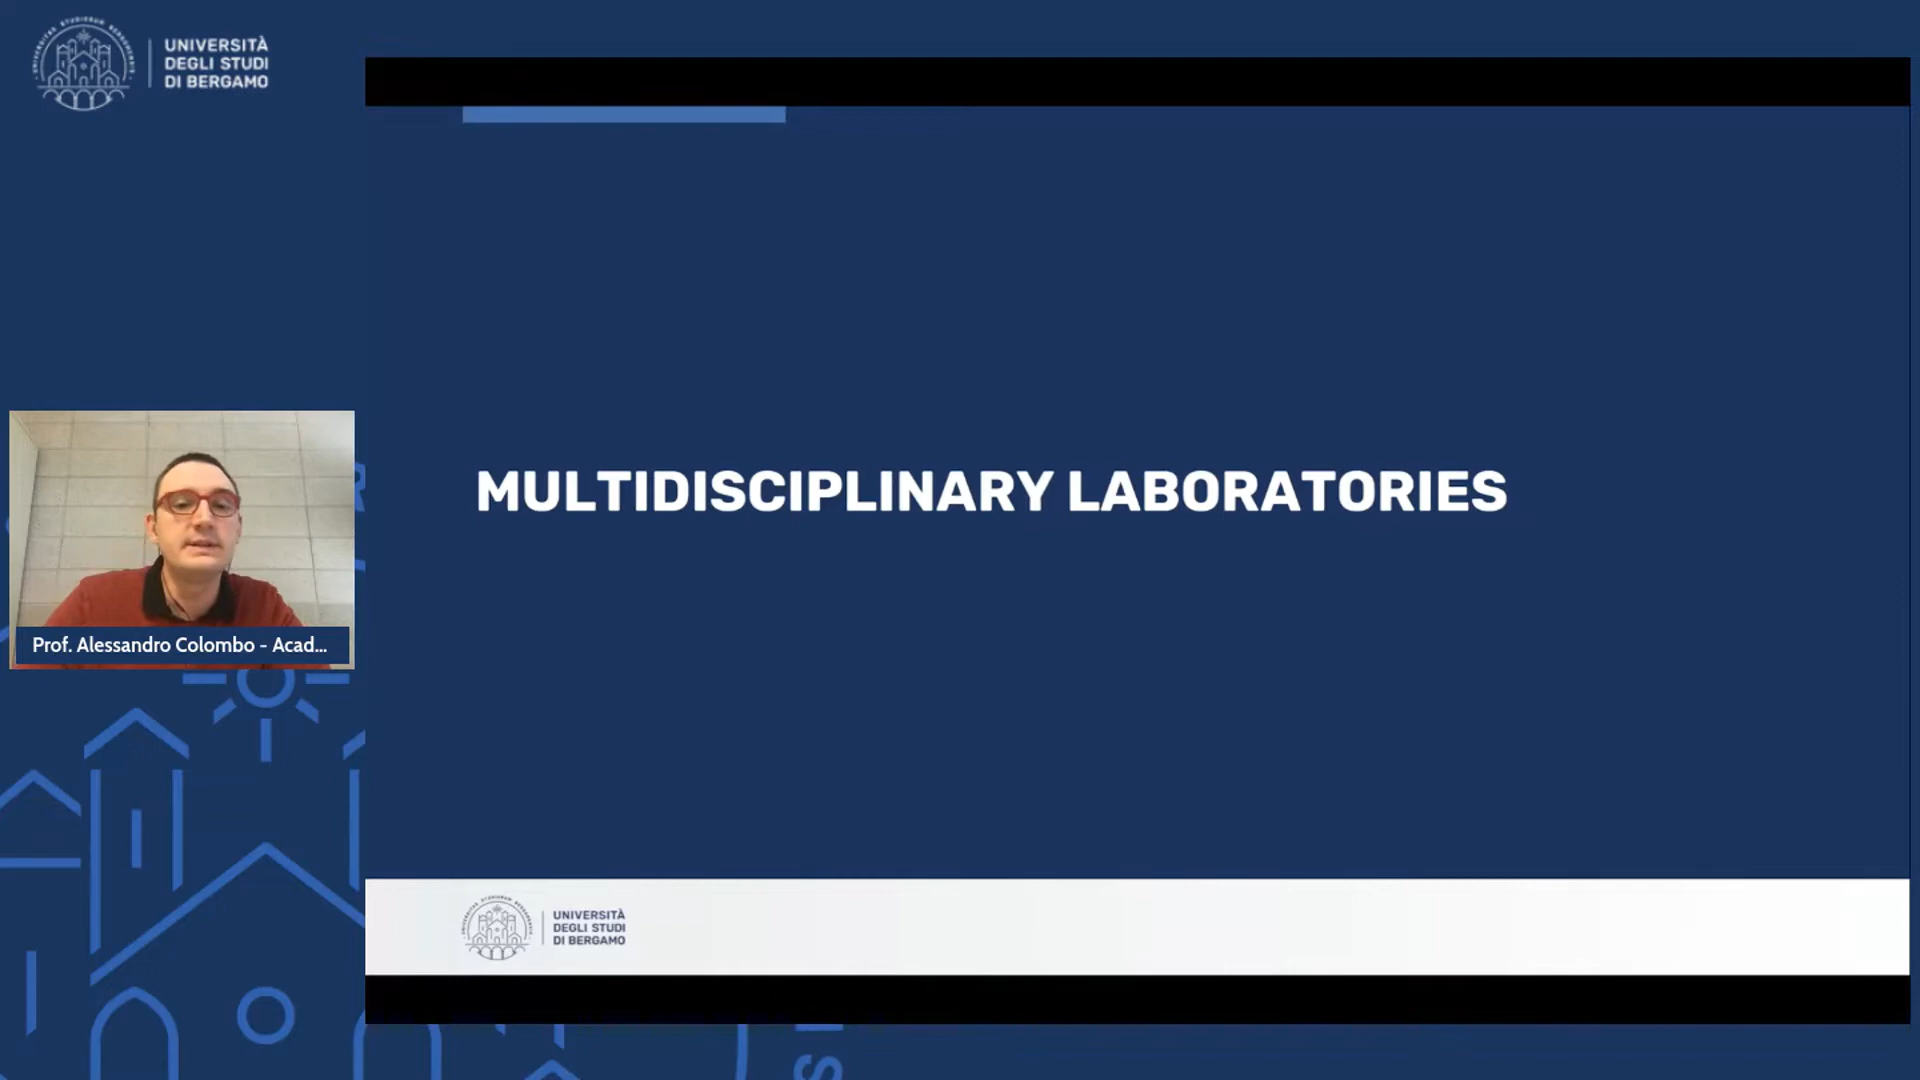 UNIVERSITÀ
DEGLI STUDI
DI BERGAMO
MULTIDISCIPLINARY LABORATORIES
Prof. Alessandro Colombo - Acad...
UNIVERSITÀ
DEGLI STUDI
DI BERGAMO